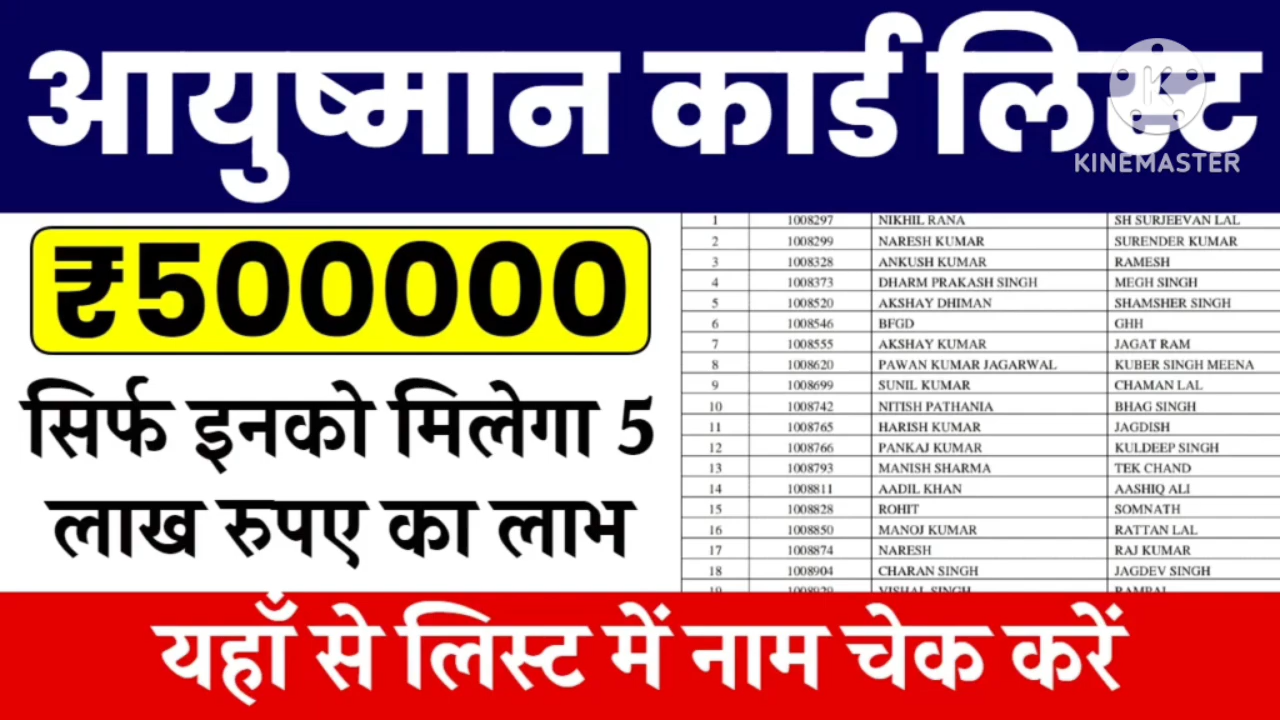 आयुष्मान कार्ड लिस्ट
KINEMASTER
₹500000
सिर्फ इनको मिलेगा 5
लाख रुपए का लाभ
1 1008297 NIKHIL RANA SH SURJEEVAN LAL
2 1008299 NARESH KUMAR SURENDER KUMAR
3 1008328 ANKUSH KUMAR RAMESH
4 1008373 DHARM PRAKASH SINGH MEGH SINGH
5 1008520 AKSHAY DHIMAN SHAMSHER SINGH
6 1008546 BFGD GHH
7 1008555 AKSHAY KUMAR JAGAT RAM
8 1008620 PAWAN KUMAR JAGARWAL KUBER SINGH MEENA
9 1008699 SUNIL KUMAR CHAMAN LAL
10 1008742 NITISH PATHANIA BHAG SINGH
11 1008765 HARISH KUMAR JAGDISH
12 1008766 PANKAJ KUMAR KULDEEP SINGH
13 1008793 MANISH SHARMA TEK CHAND
14 1008811 AADIL KHAN AASHIQ ALI
15 1008828 ROHIT SOMNATH
16 1008850 MANOJ KUMAR RATTAN LAL
17 1008874 NARESH RAJ KUMAR
18 1008904 CHARAN SINGH JAGDEV SINGH
19 1008929 VISHAL SINGH RAMPAL
यहाँ से लिस्ट में नाम चेक करें